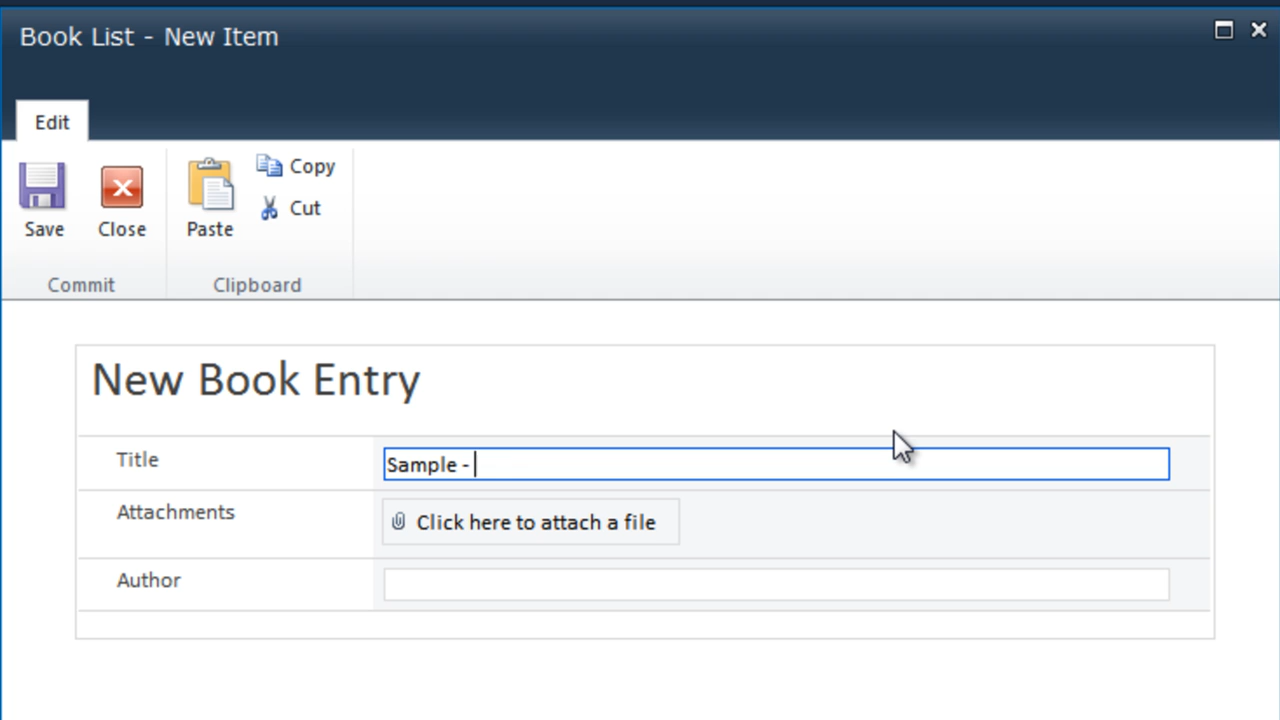 Book List - New Item
Edit
Save
Close
Paste
Copy
Cut
Commit
Clipboard
New Book Entry
Title
Sample -
Attachments
Click here to attach a file
Author